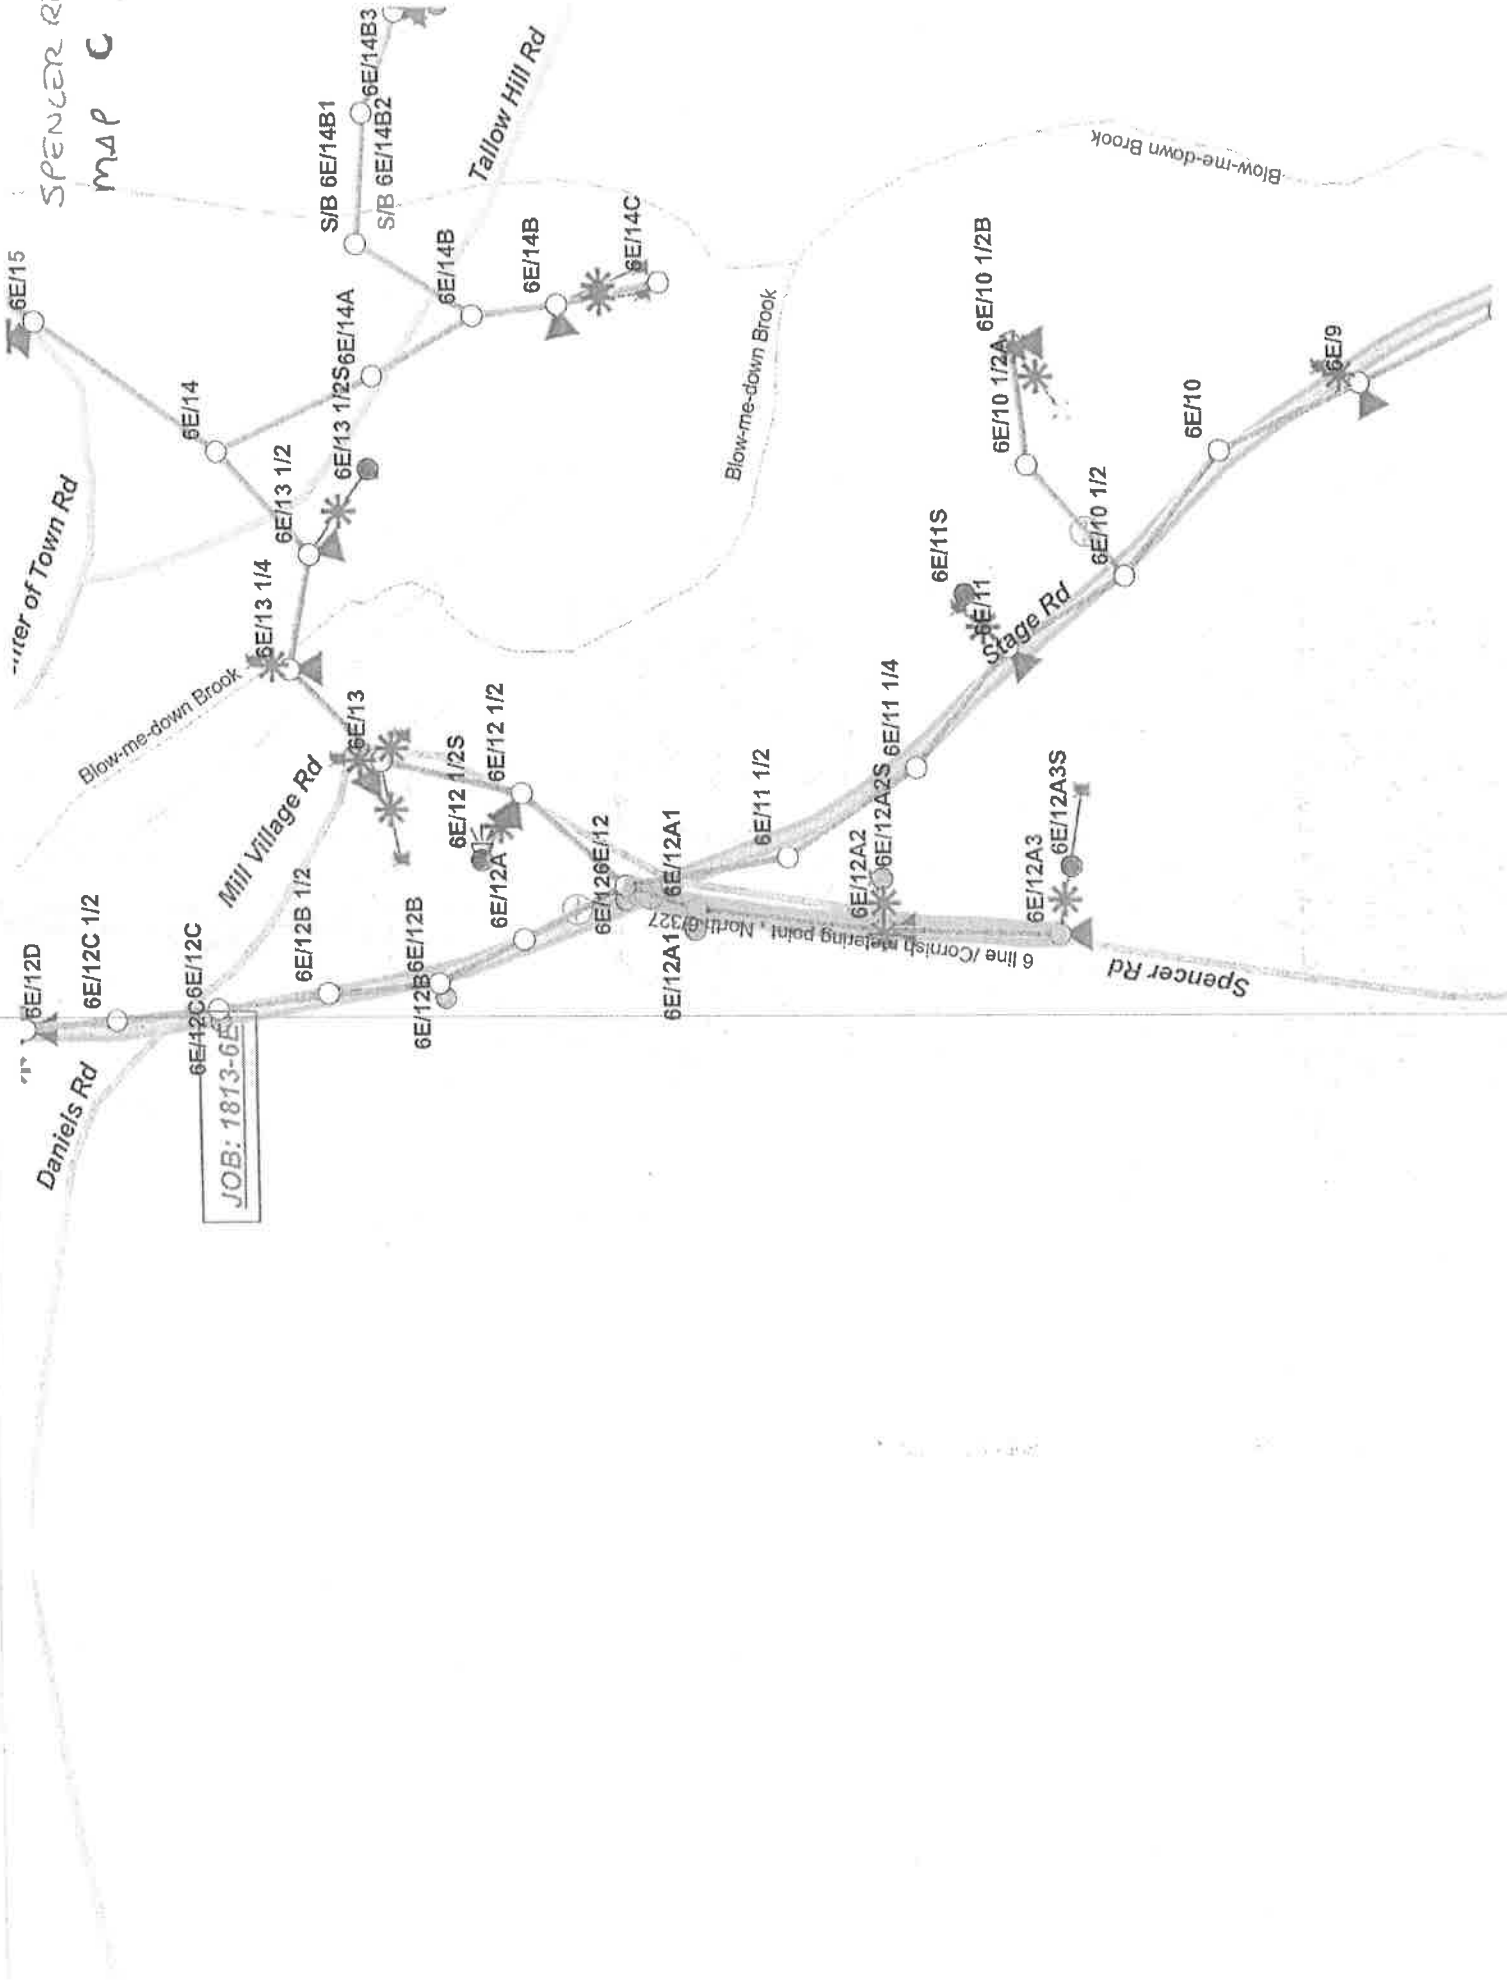 SPENCER
MAP C
6E/15
of Town Rd
6E/14
S/B 6E/14B1
S/B 6E/14B2
6E/14B3
Tallow Hill Rd
6E/14B
6E/14B
6E/14C
6E/14A
6E/13 1/2S
6E/13 1/2
6E/13 1/4
Blow-me-down Brook
Blow-me-down Brook
Blow-me-down Brook
6E/13
Mill Village Rd
6E/12 1/2S
6E/12 1/2
6E/12A
6E/12
6E/12
6E/12A1
6E/12A1
6E/12D
6E/12C 1/2
6E/12C
6E/12C
6E/12B 1/2
6E/12B
6E/12B
Daniels Rd
JOB: 1813-6E
6E/11 1/2
6E/11 1/4
6E/12A2
6E/12A2S
6E/12A3
6E/12A3S
6 line /Cornish metering point , North 6/327
Spencer Rd
Stage Rd
6E/11S
6E/11
6E/10 1/2
6E/10 1/2A
6E/10 1/2B
6E/10
6E/9